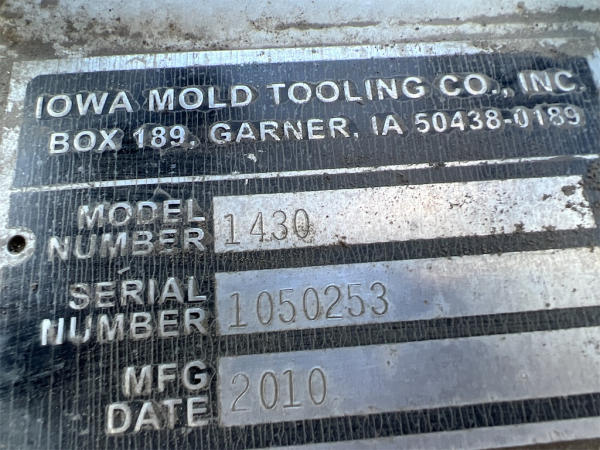 IOWA MOLD TOOLING CO., INC.
BOX 189, GARNER, IA 50438-0189
MODEL NUMBER 1430
SERIAL NUMBER 1050253
MFG DATE 2010